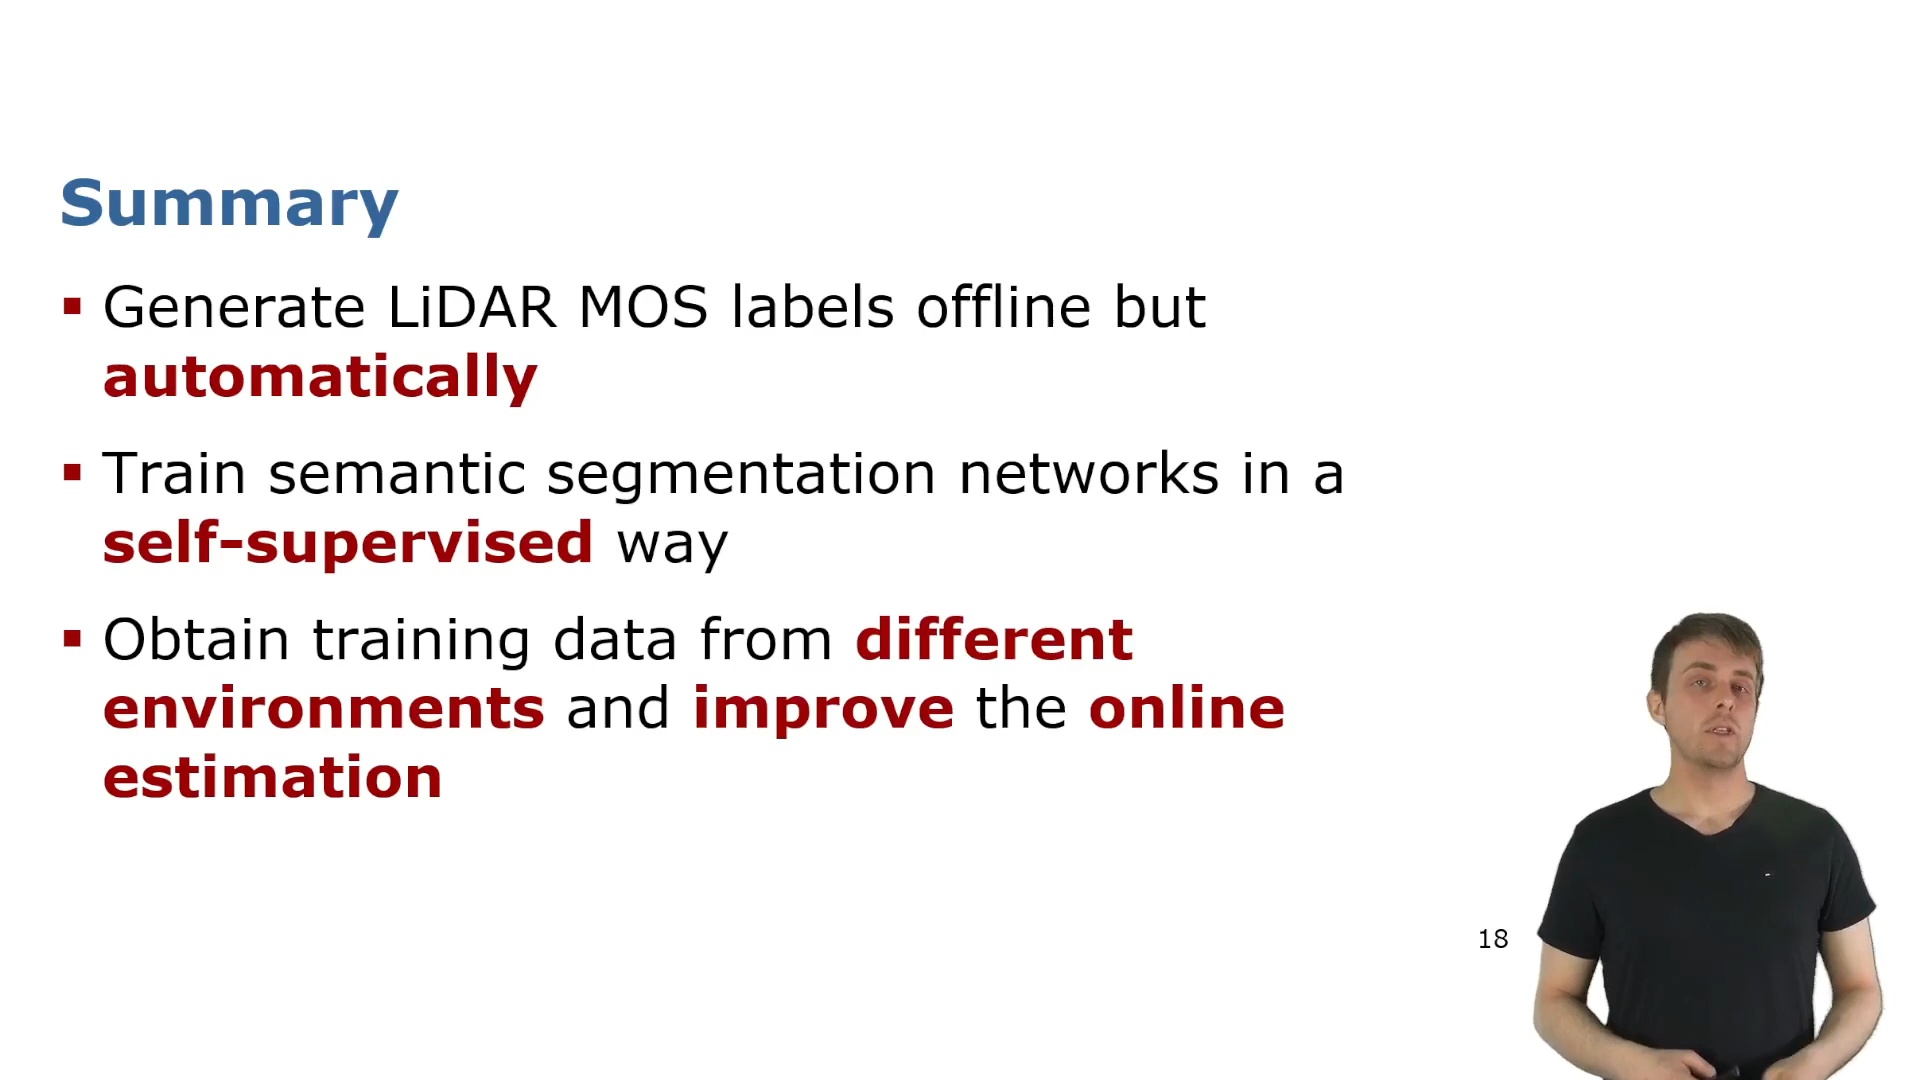 Summary
Generate LiDAR MOS labels offline but
automatically
Train semantic segmentation networks in a
self-supervised way
Obtain training data from different
environments and improve the online
estimation
18